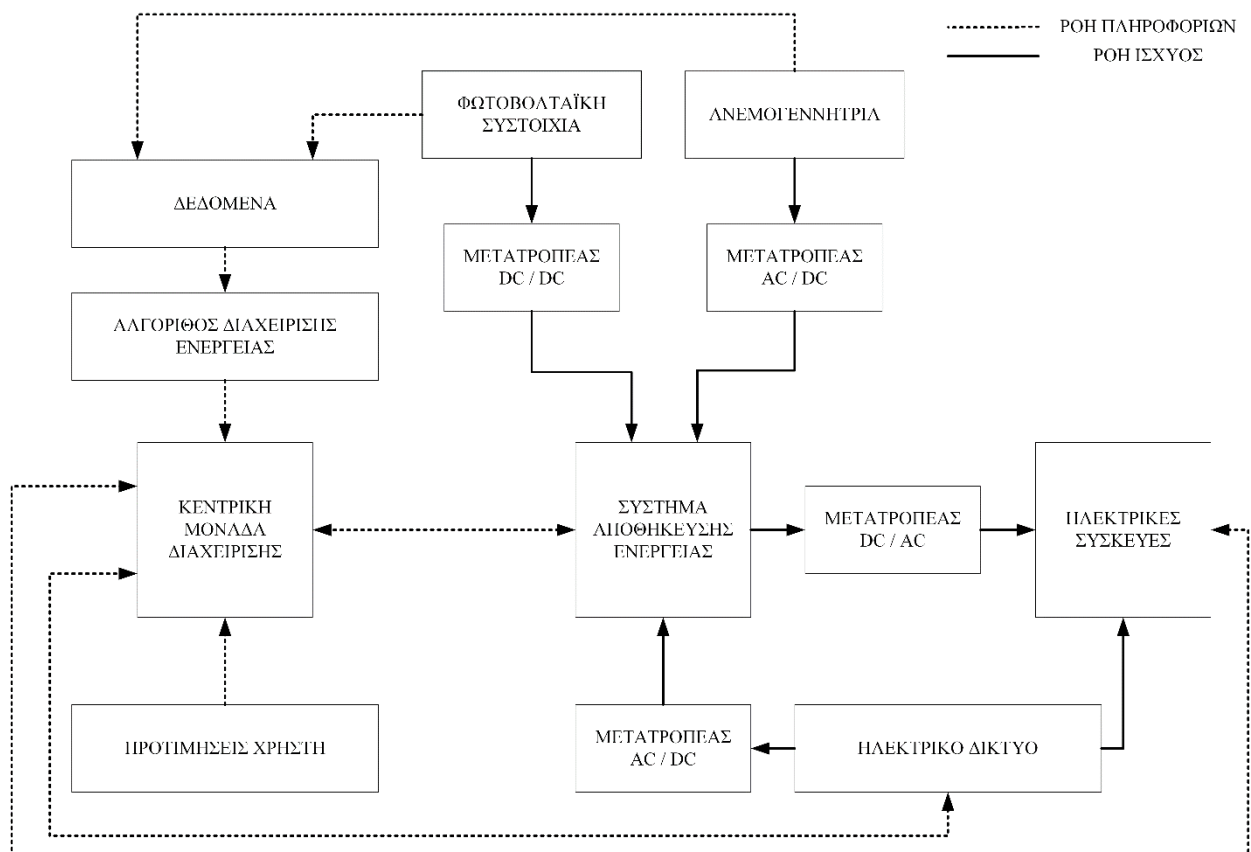 ΡΟΗ ΠΛΗΡΟΦΟΡΙΩΝ
ΡΟΗ ΙΣΧΥΟΣ
ΦΩΤΟΒΟΛΤΑΪΚΗ
ΣΥΣΤΟΙΧΙΑ
ΑΝΕΜΟΓΕΝΝΗΤΡΙΑ
ΔΕΔΟΜΕΝΑ
ΜΕΤΑΤΡΟΠΕΑΣ
DC / DC
ΜΕΤΑΤΡΟΠΕΑΣ
AC / DC
ΑΛΓΟΡΙΘΟΣ ΔΙΑΧΕΙΡΙΣΗΣ
ΕΝΕΡΓΕΙΑΣ
ΚΕΝΤΡΙΚΗ
ΜΟΝΑΔΑ
ΔΙΑΧΕΙΡΙΣΗΣ
ΣΥΣΤΗΜΑ
ΑΠΟΘΗΚΕΥΣΗΣ
ΕΝΕΡΓΕΙΑΣ
ΜΕΤΑΤΡΟΠΕΑΣ
DC / AC
ΗΛΕΚΤΡΙΚΕΣ
ΣΥΣΚΕΥΕΣ
ΠΡΟΤΙΜΗΣΕΙΣ ΧΡΗΣΤΗ
ΜΕΤΑΤΡΟΠΕΑΣ
AC / DC
ΗΛΕΚΤΡΙΚΟ ΔΙΚΤΥΟ